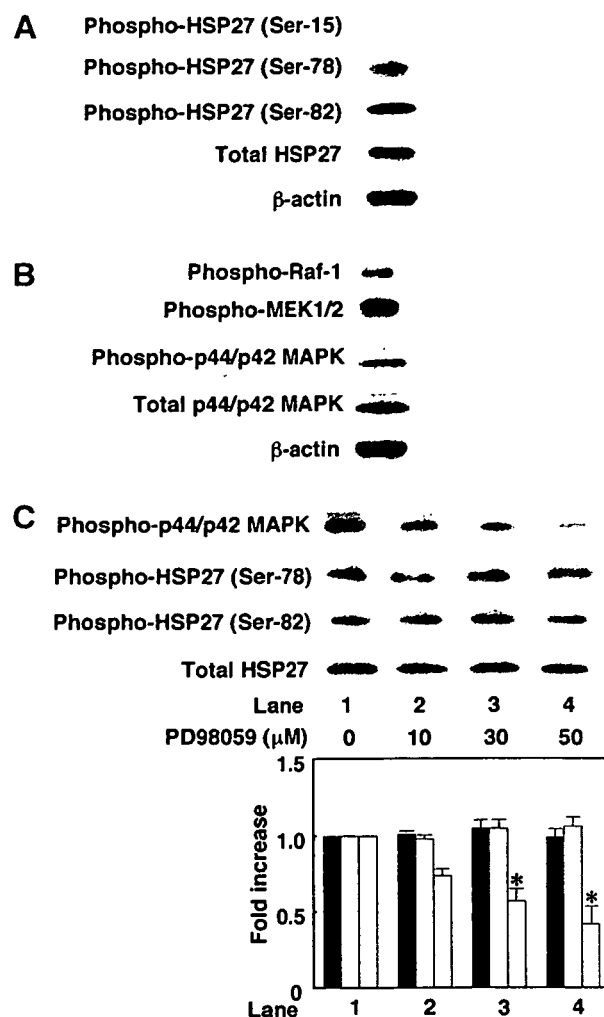 A
Phospho-HSP27 (Ser-15)
Phospho-HSP27 (Ser-78)
Phospho-HSP27 (Ser-82)
Total HSP27
β-actin
B
Phospho-Raf-1
Phospho-MEK1/2
Phospho-p44/p42 MAPK
Total p44/p42 MAPK
β-actin
C
Phospho-p44/p42 MAPK
Phospho-HSP27 (Ser-78)
Phospho-HSP27 (Ser-82)
Total HSP27
Lane 1 2 3 4
PD98059 (μM) 0 10 30 50
Fold increase
1.5
1.0
0.5
0
* *
Lane 1 2 3 4